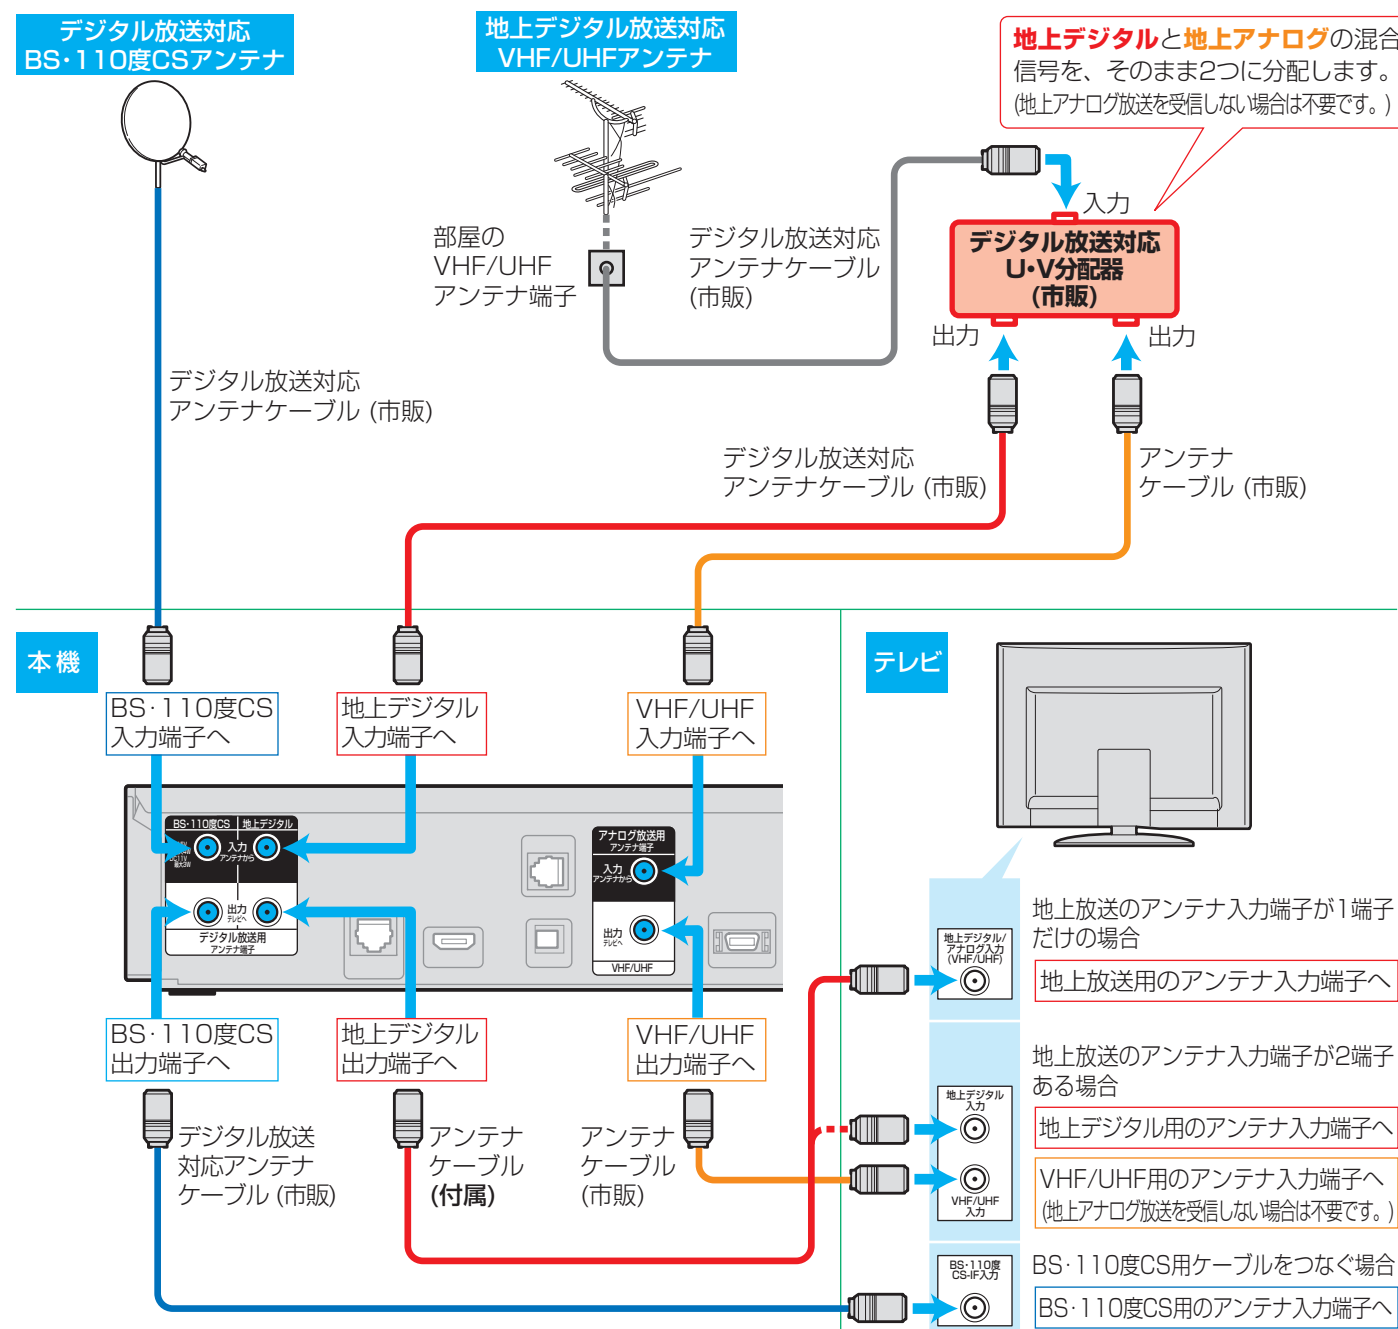 デジタル放送対応
BS・110度CSアンテナ
地上デジタル放送対応
VHF/UHFアンテナ
地上デジタルと地上アナログの混合
信号を、そのまま2つに分配します。
(地上アナログ放送を受信しない場合は不要です。)
入力
デジタル放送対応
U・V分配器
(市販)
出力
出力
部屋の
VHF/UHF
アンテナ端子
デジタル放送対応
アンテナケーブル
(市販)
デジタル放送対応
アンテナケーブル (市販)
デジタル放送対応
アンテナケーブル (市販)
アンテナ
ケーブル (市販)
本機
BS・110度CS
入力端子へ
地上デジタル
入力端子へ
VHF/UHF
入力端子へ
BS・110度CS
地上デジタル
入力
アンテナから
DC11V
最大3W
出力
テレビへ
デジタル放送用
アンテナ端子
アナログ放送用
アンテナ端子
入力
アンテナから
出力
テレビへ
VHF/UHF
BS・110度CS
出力端子へ
地上デジタル
出力端子へ
VHF/UHF
出力端子へ
デジタル放送
対応アンテナ
ケーブル (市販)
アンテナ
ケーブル
(付属)
アンテナ
ケーブル
(市販)
テレビ
地上デジタル/
アナログ入力
(VHF/UHF)
地上放送のアンテナ入力端子が1端子
だけの場合
地上放送用のアンテナ入力端子へ
地上放送のアンテナ入力端子が2端子
ある場合
地上デジタル
入力
地上デジタル用のアンテナ入力端子へ
VHF/UHF
入力
VHF/UHF用のアンテナ入力端子へ
(地上アナログ放送を受信しない場合は不要です。)
BS・110度CS用ケーブルをつなぐ場合
BS・110度
CS-IF入力
BS・110度CS用のアンテナ入力端子へ